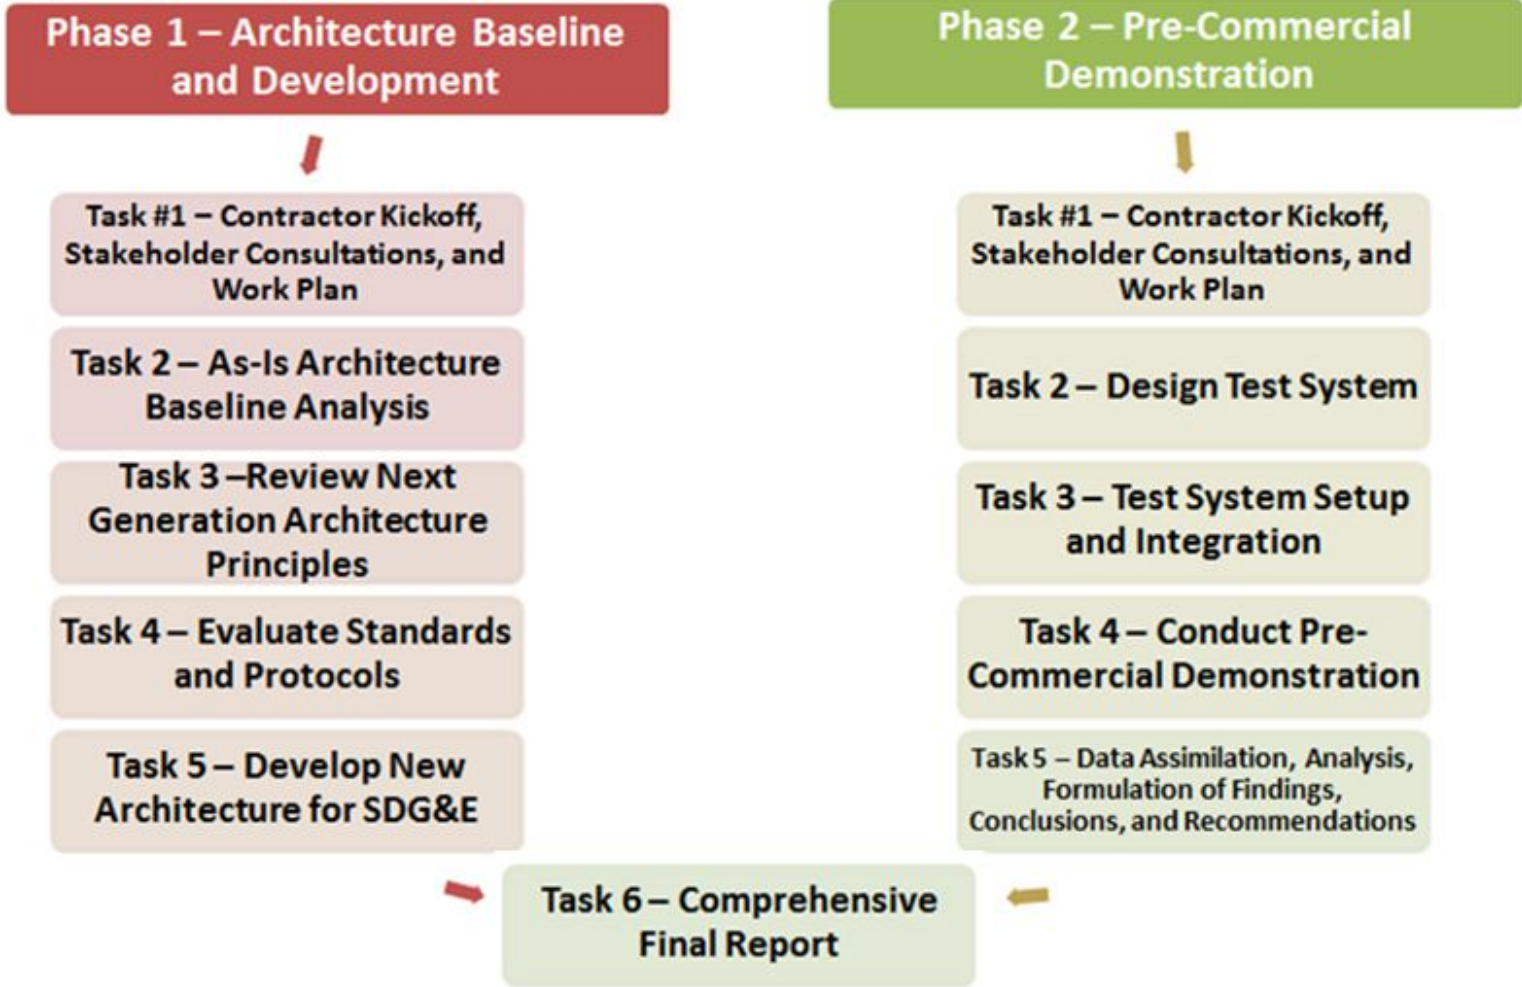 Phase 1 – Architecture Baseline
and Development
Task #1 – Contractor Kickoff,
Stakeholder Consultations, and
Work Plan
Task 2 – As-Is Architecture
Baseline Analysis
Task 3 –Review Next
Generation Architecture
Principles
Task 4 – Evaluate Standards
and Protocols
Task 5 – Develop New
Architecture for SDG&E
Phase 2 – Pre-Commercial
Demonstration
Task #1 – Contractor Kickoff,
Stakeholder Consultations, and
Work Plan
Task 2 – Design Test System
Task 3 – Test System Setup
and Integration
Task 4 – Conduct Pre-
Commercial Demonstration
Task 5 – Data Assimilation, Analysis,
Formulation of Findings,
Conclusions, and Recommendations
Task 6 – Comprehensive
Final Report